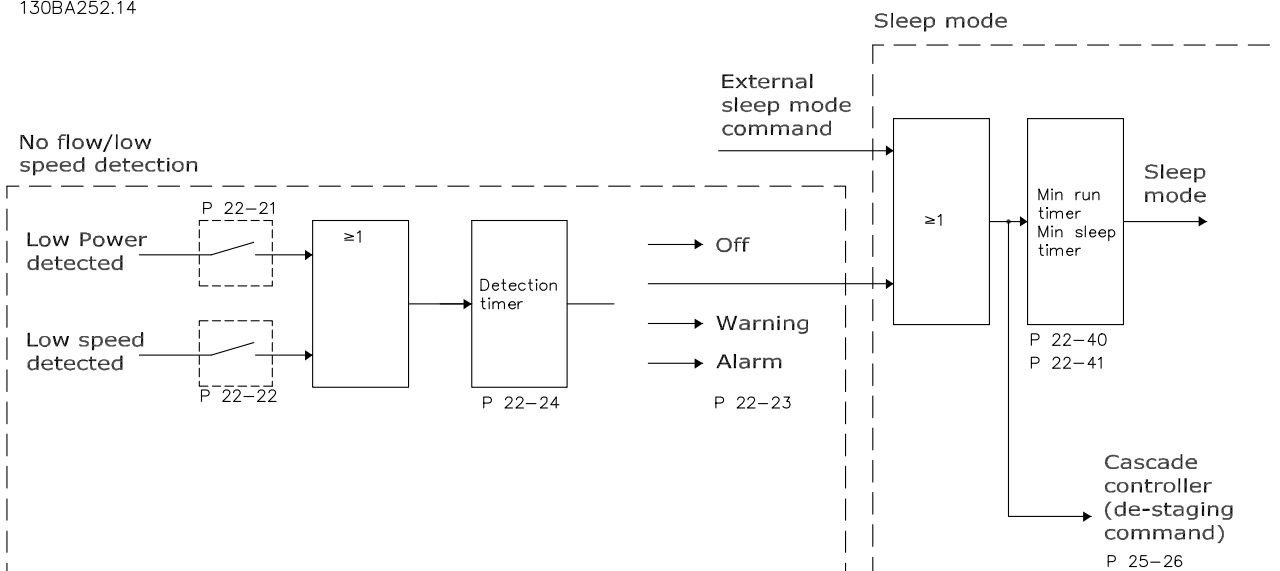 130BA252.14
Sleep mode
External
sleep mode
command
No flow/low
speed detection
P 22-21
Low Power
detected
≥1
Detection
timer
Low speed
detected
P 22-22
P 22-24
Off
Warning
Alarm
P 22-23
≥1
Min run
timer
Min sleep
timer
P 22-40
P 22-41
Sleep
mode
Cascade
controller
(de-staging
command)
P 25-26